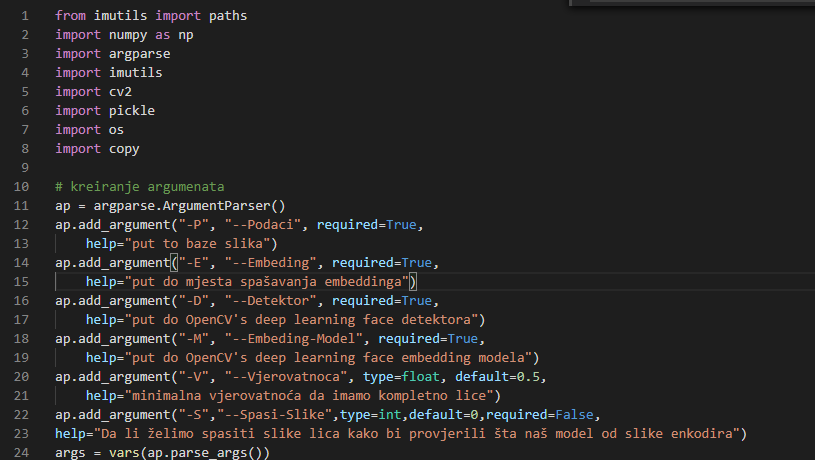 1 from imutils import paths
2 import numpy as np
3 import argparse
4 import imutils
5 import cv2
6 import pickle
7 import os
8 import copy
9
10 # kreiranje argumenata
11 ap = argparse.ArgumentParser()
12 ap.add_argument("-P", "--Podaci", required=True,
13     help="put to baze slika")
14 ap.add_argument("-E", "--Embeding", required=True,
15     help="put do mjesta spašavanja embeddinga")
16 ap.add_argument("-D", "--Detektor", required=True,
17     help="put do OpenCV's deep learning face detektora")
18 ap.add_argument("-M", "--Embeding-Model", required=True,
19     help="put do OpenCV's deep learning face embedding modela")
20 ap.add_argument("-V", "--Vjerovatnoca", type=float, default=0.5,
21     help="minimalna vjerovatnoća da imamo kompletno lice")
22 ap.add_argument("-S","--Spasi-Slike",type=int,default=0,required=False,
23 help="Da li želimo spasiti slike lica kako bi provjerili šta naš model od slike enkodira")
24 args = vars(ap.parse_args())